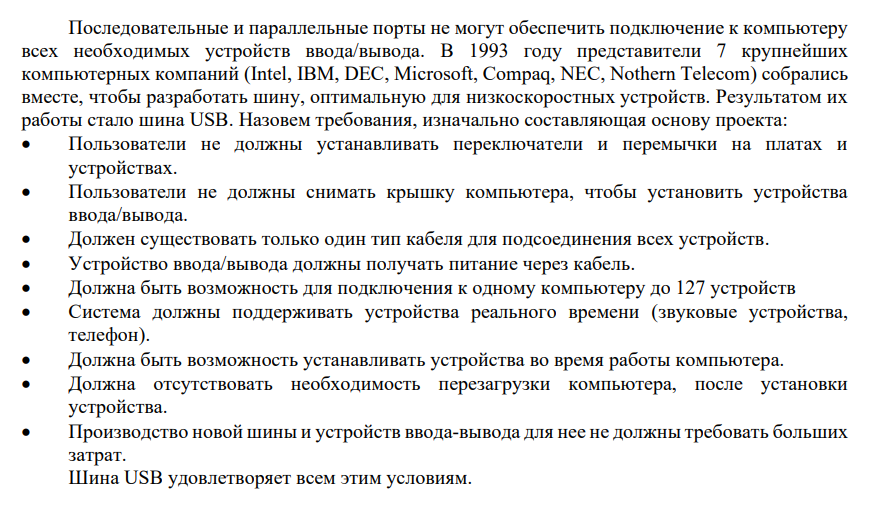 Последовательные и параллельные порты не могут обеспечить подключение к компьютеру
всех необходимых устройств ввода/вывода. В 1993 году представители 7 крупнейших
компьютерных компаний (Intel, IBM, DEC, Microsoft, Compaq, NEC, Nothern Telecom) собрались
вместе, чтобы разработать шину, оптимальную для низкоскоростных устройств. Результатом их
работы стало шина USB. Назовем требования, изначально составляющая основу проекта:
• Пользователи не должны устанавливать переключатели и перемычки на платах и
устройствах.
• Пользователи не должны снимать крышку компьютера, чтобы установить устройства
ввода/вывода.
• Должен существовать только один тип кабеля для подсоединения всех устройств.
• Устройство ввода/вывода должны получать питание через кабель.
• Должна быть возможность для подключения к одному компьютеру до 127 устройств
• Система должны поддерживать устройства реального времени (звуковые устройства,
телефон).
• Должна быть возможность устанавливать устройства во время работы компьютера.
• Должна отсутствовать необходимость перезагрузки компьютера, после установки
устройства.
• Производство новой шины и устройств ввода-вывода для нее не должны требовать больших
затрат.
Шина USB удовлетворяет всем этим условиям.